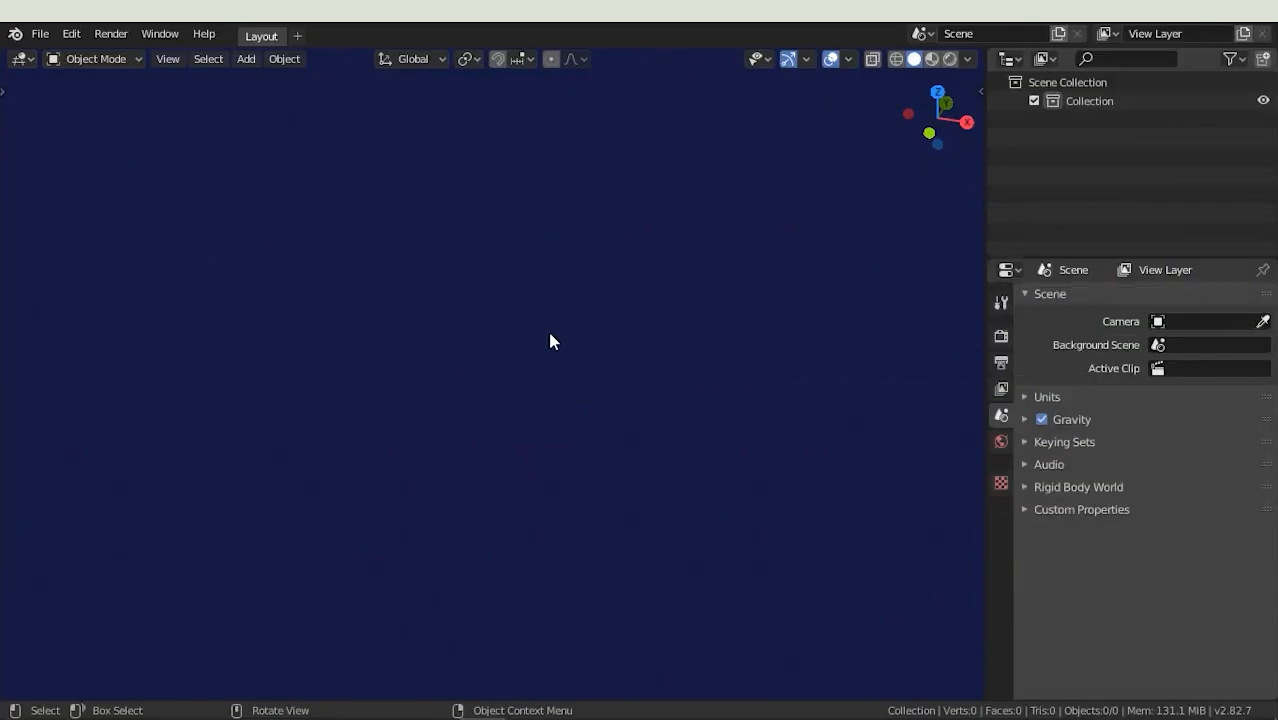 File Edit Render Window Help Layout + Scene View Layer
Object Mode View Select Add Object Global
Scene Collection
Collection
Z
Y
X
Scene View Layer
Scene
Camera
Background Scene
Active Clip
Units
Gravity
Keying Sets
Audio
Rigid Body World
Custom Properties
Select Box Select Rotate View Object Context Menu Collection | Verts:0 | Faces:0 | Tris:0 | Objects:0/0 | Mem: 131.1 MiB | v2.82.7